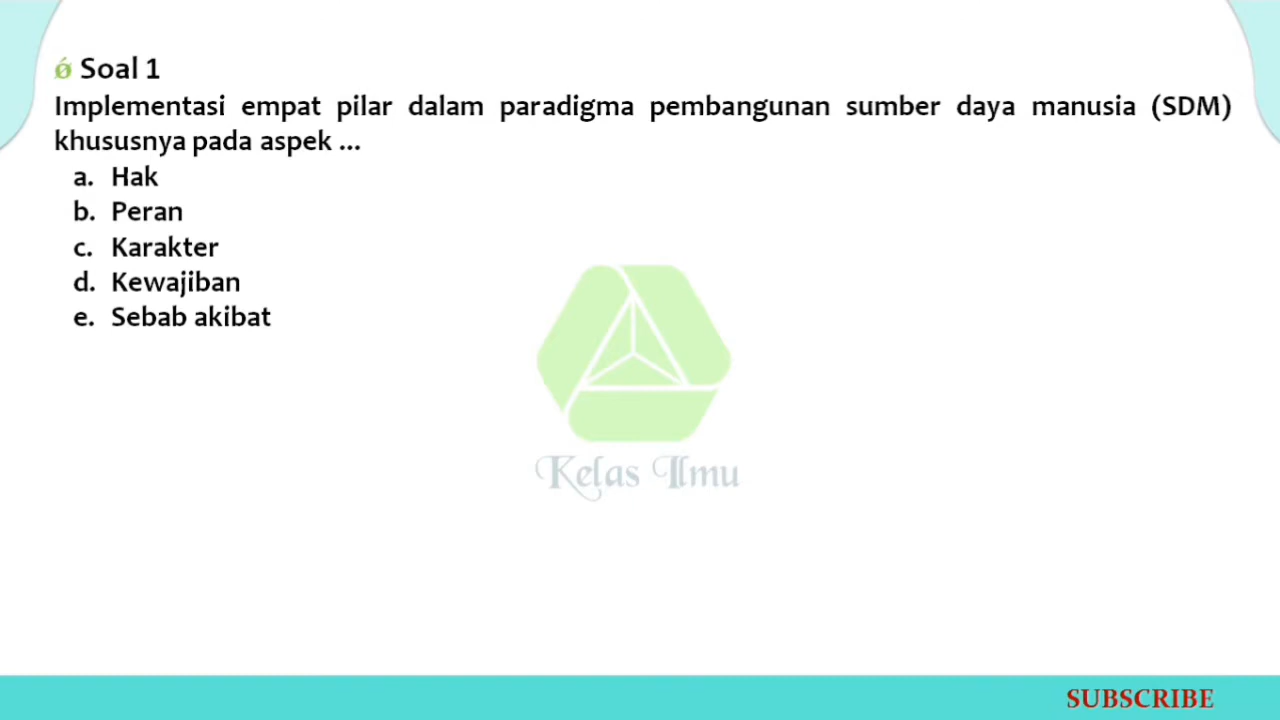 ǿ Soal 1
Implementasi empat pilar dalam paradigma pembangunan sumber daya manusia (SDM)
khususnya pada aspek ...
a. Hak
b. Peran
c. Karakter
d. Kewajiban
e. Sebab akibat
Kelas Ilmu
SUBSCRIBE